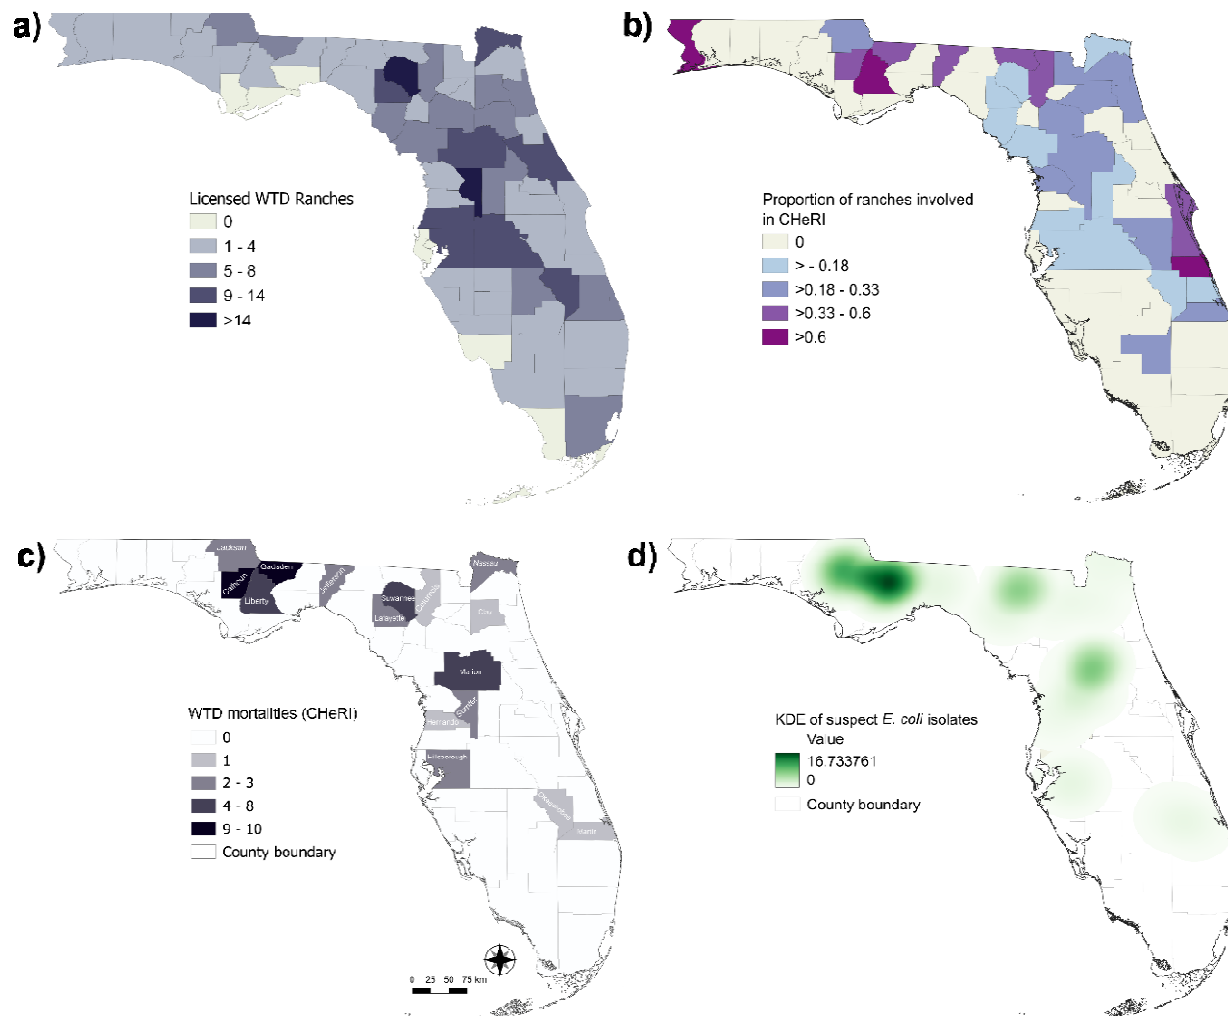 a)
Licensed WTD Ranches
0
1 - 4
5 - 8
9 - 14
>14
b)
Proportion of ranches involved
in CHeRI
0
> - 0.18
>0.18 - 0.33
>0.33 - 0.6
>0.6
c)
Jackson
Gadsden
Calhoun
Liberty
Jefferson
Suwannee
Lafayette
Columbia
Nassau
Clay
Marion
Sumter
Hernando
Hillsborough
Okeechobee
Martin
WTD mortalities (CHeRI)
0
1
2 - 3
4 - 8
9 - 10
County boundary
0 25 50 75 km
d)
KDE of suspect E. coli isolates
Value
16.733761
0
County boundary